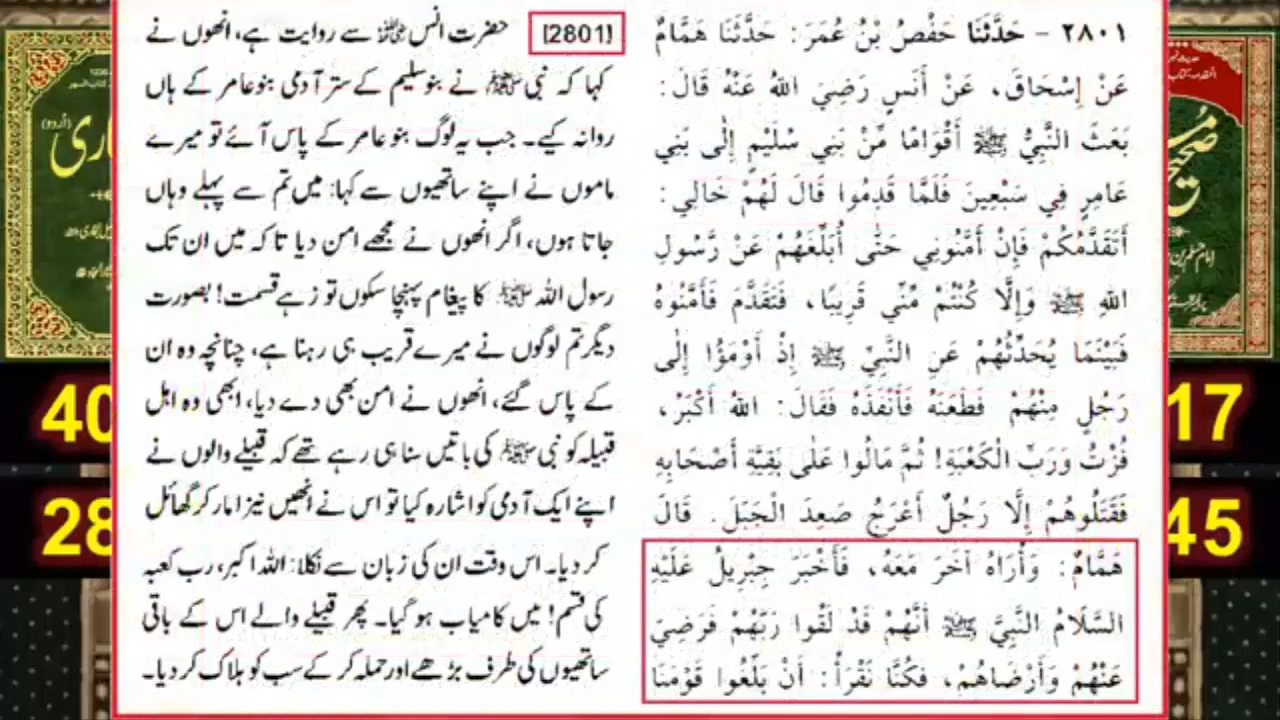 ٢٨٠١ - حَدَّثَنَا حَفْصُ بْنُ عُمَرَ: حَدَّثَنَا هَمَّامٌ
عَنْ إِسْحَاقَ، عَنْ أَنَسٍ رَضِيَ اللهُ عَنْهُ قَالَ:
بَعَثَ النَّبِيُّ ﷺ أَقْوَامًا مِّنْ بَنِي سُلَيْمٍ إِلَى بَنِي
عَامِرٍ فِي سَبْعِينَ فَلَمَّا قَدِمُوا قَالَ لَهُمْ خَالِي:
أَتَقَدَّمُكُمْ فَإِنْ أَمَّنُونِي حَتَّى أُبَلِّغَهُمْ عَنْ رَّسُولِ
اللهِ ﷺ وَإِلَّا كُنْتُمْ مِّنِّي قَرِيبًا، فَتَقَدَّمَ فَأَمَّنُوهُ
فَبَيْنَمَا يُحَدِّثُهُمْ عَنِ النَّبِيِّ ﷺ إِذْ أَوْمَؤُا إِلَى
رَجُلٍ مِنْهُمْ فَطَعَنَهُ فَأَنْفَذَهُ فَقَالَ: اللهُ أَكْبَرُ،
فُزْتُ وَرَبِّ الْكَعْبَةِ! ثُمَّ مَالُوا عَلَى بَقِيَّةِ أَصْحَابِهِ
فَقَتَلُوهُمْ إِلَّا رَجُلٌ أَعْرَجُ صَعِدَ الْجَبَلَ. قَالَ
هَمَّامٌ: وَأُرَاهُ آخَرَ مَعَهُ، فَأَخْبَرَ جِبْرِيلُ عَلَيْهِ
السَّلَامُ النَّبِيَّ ﷺ أَنَّهُمْ قَدْ لَقُوا رَبَّهُمْ فَرَضِيَ
عَنْهُمْ وَأَرْضَاهُمْ، فَكُنَّا نَقْرَأُ: أَنْ بَلِّغُوا قَوْمَنَا
[2801] حضرت انس ؓ سے روایت ہے، انھوں نے
کہا کہ نبی ﷺ نے بنو سلیم کے ستر آدمی بنو عامر کے ہاں
روانہ کیے۔ جب یہ لوگ بنو عامر کے پاس آئے تو میرے
ماموں نے اپنے ساتھیوں سے کہا: میں تم سے پہلے وہاں
جاتا ہوں، اگر انھوں نے مجھے امن دیا تاکہ میں ان تک
رسول اللہ ﷺ کا پیغام پہنچا سکوں تو زہے قسمت! بصورت
دیگر تم لوگوں نے میرے قریب ہی رہنا ہے، چنانچہ وہ ان
کے پاس گئے، انھوں نے امن بھی دے دیا، ابھی وہ اہل
قبیلہ کو نبی ﷺ کی باتیں سنا ہی رہے تھے کہ قبیلے والوں نے
اپنے ایک آدمی کو اشارہ کیا تو اس نے انھیں نیزا مار کر گھائل
کر دیا۔ اس وقت ان کی زبان سے نکلا: اللہ اکبر، رب کعبہ
کی قسم! میں کامیاب ہو گیا۔ پھر قبیلے والے اس کے باقی
ساتھیوں کی طرف بڑھے اور حملہ کر کے سب کو ہلاک کر دیا۔
40
28
17
45